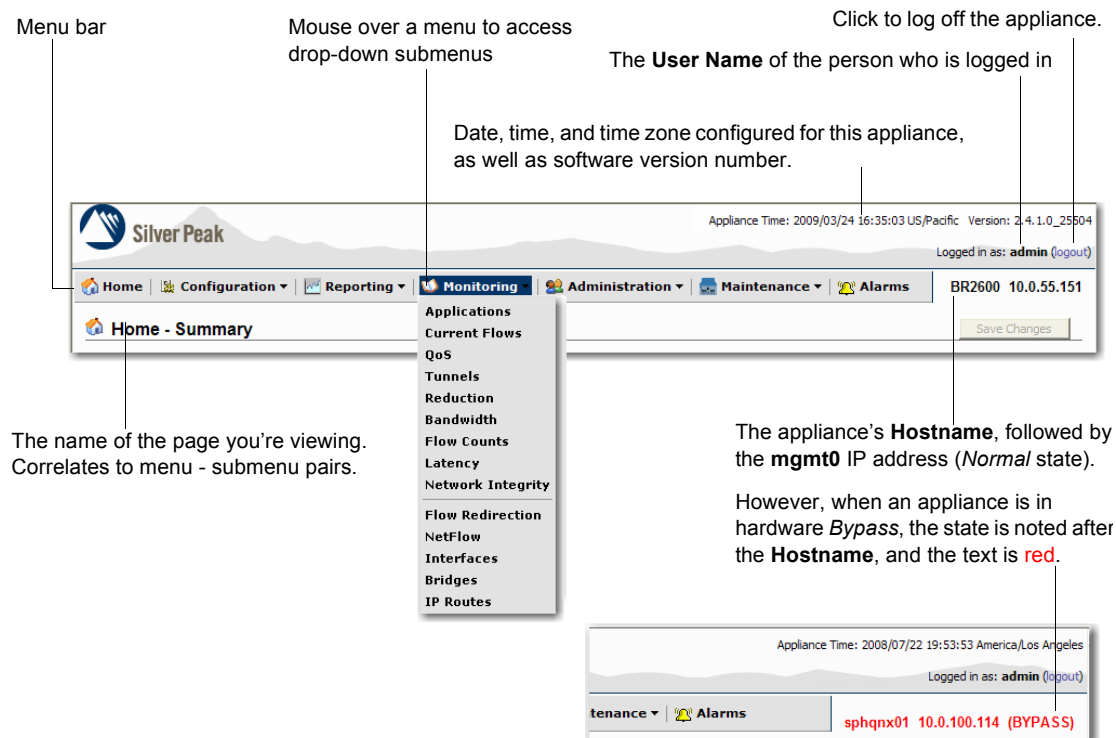 Menu bar
Mouse over a menu to access
drop-down submenus
Click to log off the appliance.
The User Name of the person who is logged in
Date, time, and time zone configured for this appliance,
as well as software version number.
Silver Peak
Appliance Time: 2009/03/24 16:35:03 US/Pacific Version: 2.4.1.0_25504
Logged in as: admin (logout)
Home Configuration Reporting Monitoring Administration Maintenance Alarms BR2600 10.0.55.151
Home - Summary
Save Changes
Applications
Current Flows
QoS
Tunnels
Reduction
Bandwidth
Flow Counts
Latency
Network Integrity
Flow Redirection
NetFlow
Interfaces
Bridges
IP Routes
The name of the page you're viewing.
Correlates to menu - submenu pairs.
The appliance's Hostname, followed by
the mgmt0 IP address (Normal state).
However, when an appliance is in
hardware Bypass, the state is noted after
the Hostname, and the text is red.
Appliance Time: 2008/07/22 19:53:53 America/Los Angeles
Logged in as: admin (logout)
tenance Alarms
sphqnx01 10.0.100.114 (BYPASS)